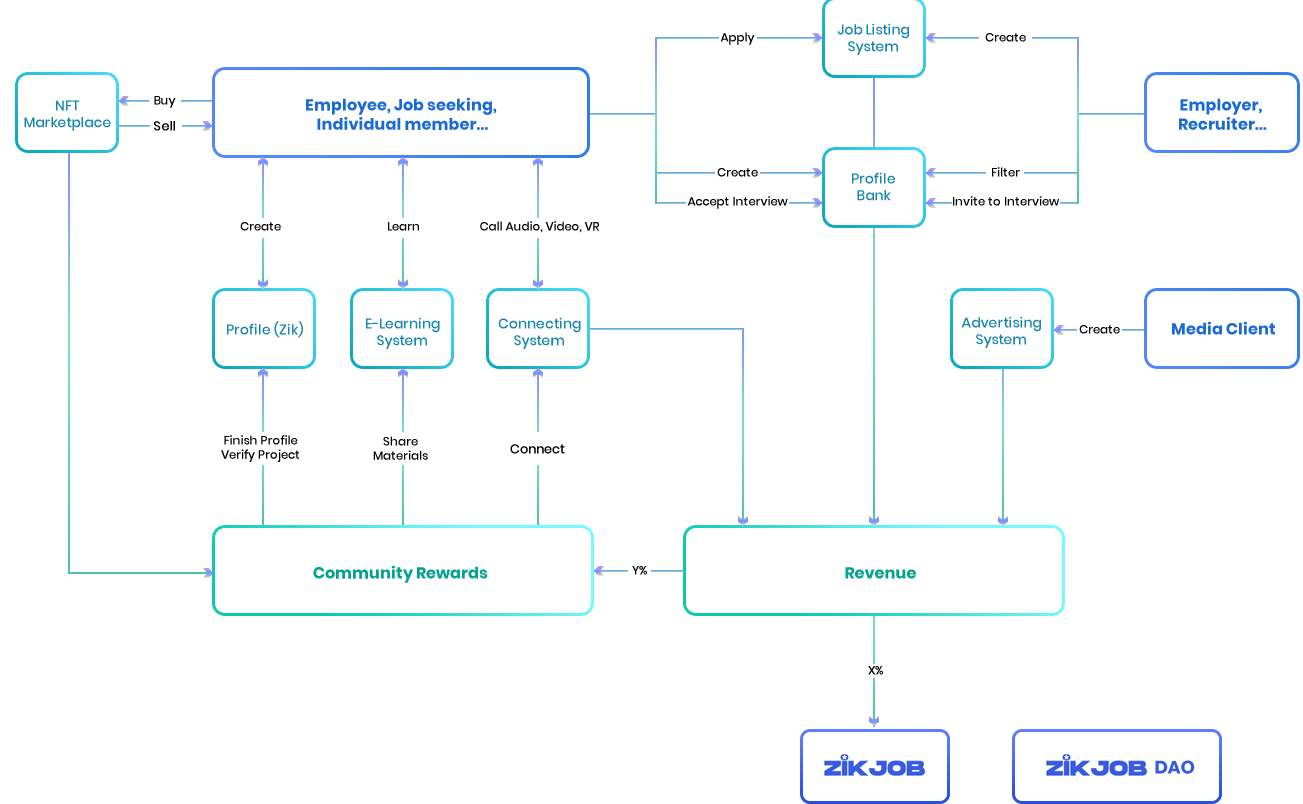 Job Listing
System
Apply
Create
NFT
Marketplace
Buy
Sell
Employee, Job seeking,
Individual member...
Employer,
Recruiter...
Create
Accept Interview
Profile
Bank
Filter
Invite to Interview
Create
Learn
Call Audio, Video, VR
Profile (Zik)
E-Learning
System
Connecting
System
Advertising
System
Create
Media Client
Finish Profile
Verify Project
Share
Materials
Connect
Community Rewards
Y%
Revenue
X%
ZIKJOB
ZIKJOB DAO